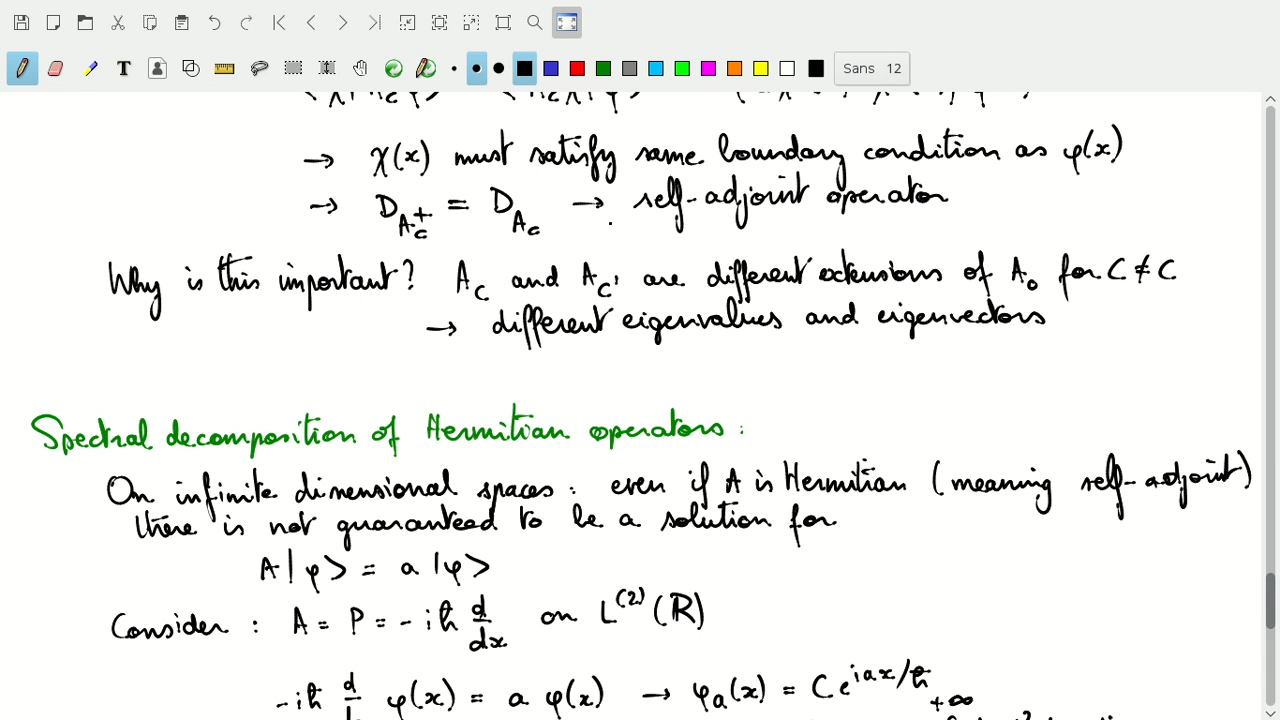 Sans 12
→ χ(x) must satisfy same boundary condition as φ(x)
→ D_{A_c^+} = D_{A_c} → self-adjoint operator
Why is this important? A_C and A_C' are different extensions of A_0 for C ≠ C
→ different eigenvalues and eigenvectors
Spectral decomposition of Hermitian operators :
On infinite dimensional spaces : even if A is Hermitian (meaning self-adjoint)
there is not guaranteed to be a solution for
A|φ> = a|φ>
Consider : A = P = -iħ d/dx on L^{(2)}(ℝ)
-iħ d φ(x) = a φ(x) → φ_a(x) = C e^{iax/ħ}
+∞